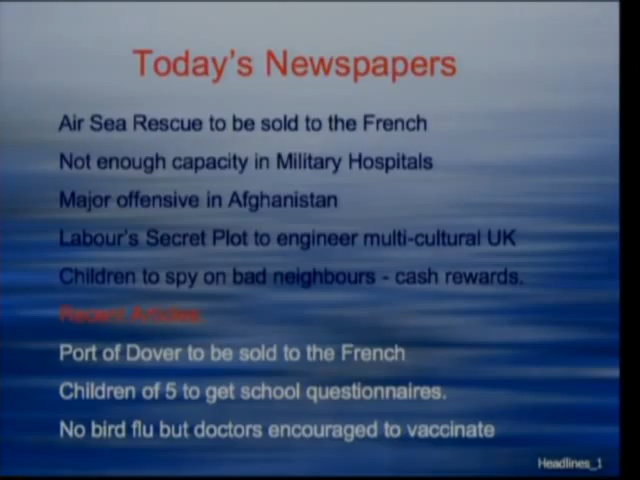 Today's Newspapers
Air Sea Rescue to be sold to the French
Not enough capacity in Military Hospitals
Major offensive in Afghanistan
Labour's Secret Plot to engineer multi-cultural UK
Children to spy on bad neighbours - cash rewards.
Recent Articles:
Port of Dover to be sold to the French
Children of 5 to get school questionnaires.
No bird flu but doctors encouraged to vaccinate
Headlines_1